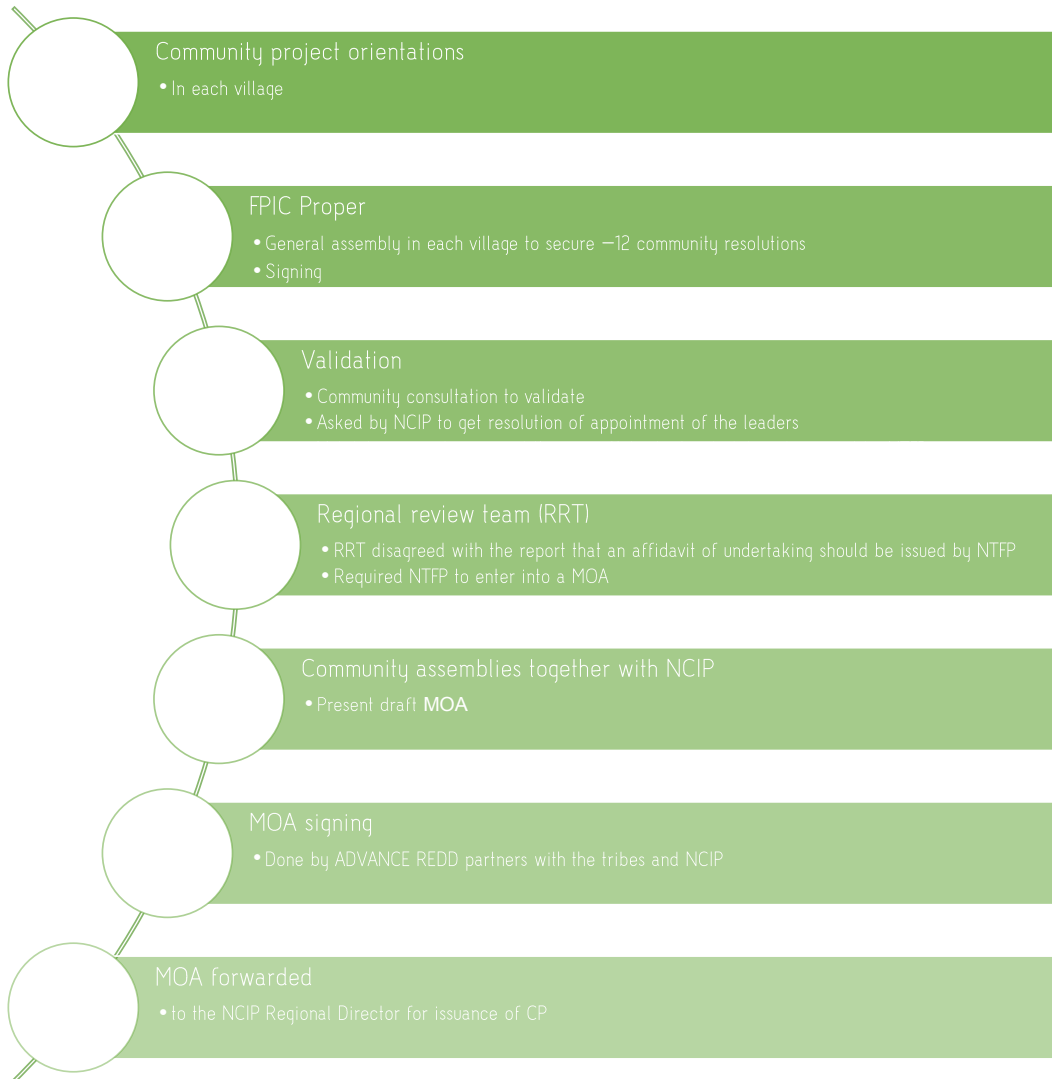 Community project orientations
• In each village
FPIC Proper
• General assembly in each village to secure –12 community resolutions
• Signing
Validation
• Community consultation to validate
• Asked by NCIP to get resolution of appointment of the leaders
Regional review team (RRT)
• RRT disagreed with the report that an affidavit of undertaking should be issued by NTFP
• Required NTFP to enter into a MOA
Community assemblies together with NCIP
• Present draft MOA
MOA signing
• Done by ADVANCE REDD partners with the tribes and NCIP
MOA forwarded
• to the NCIP Regional Director for issuance of CP